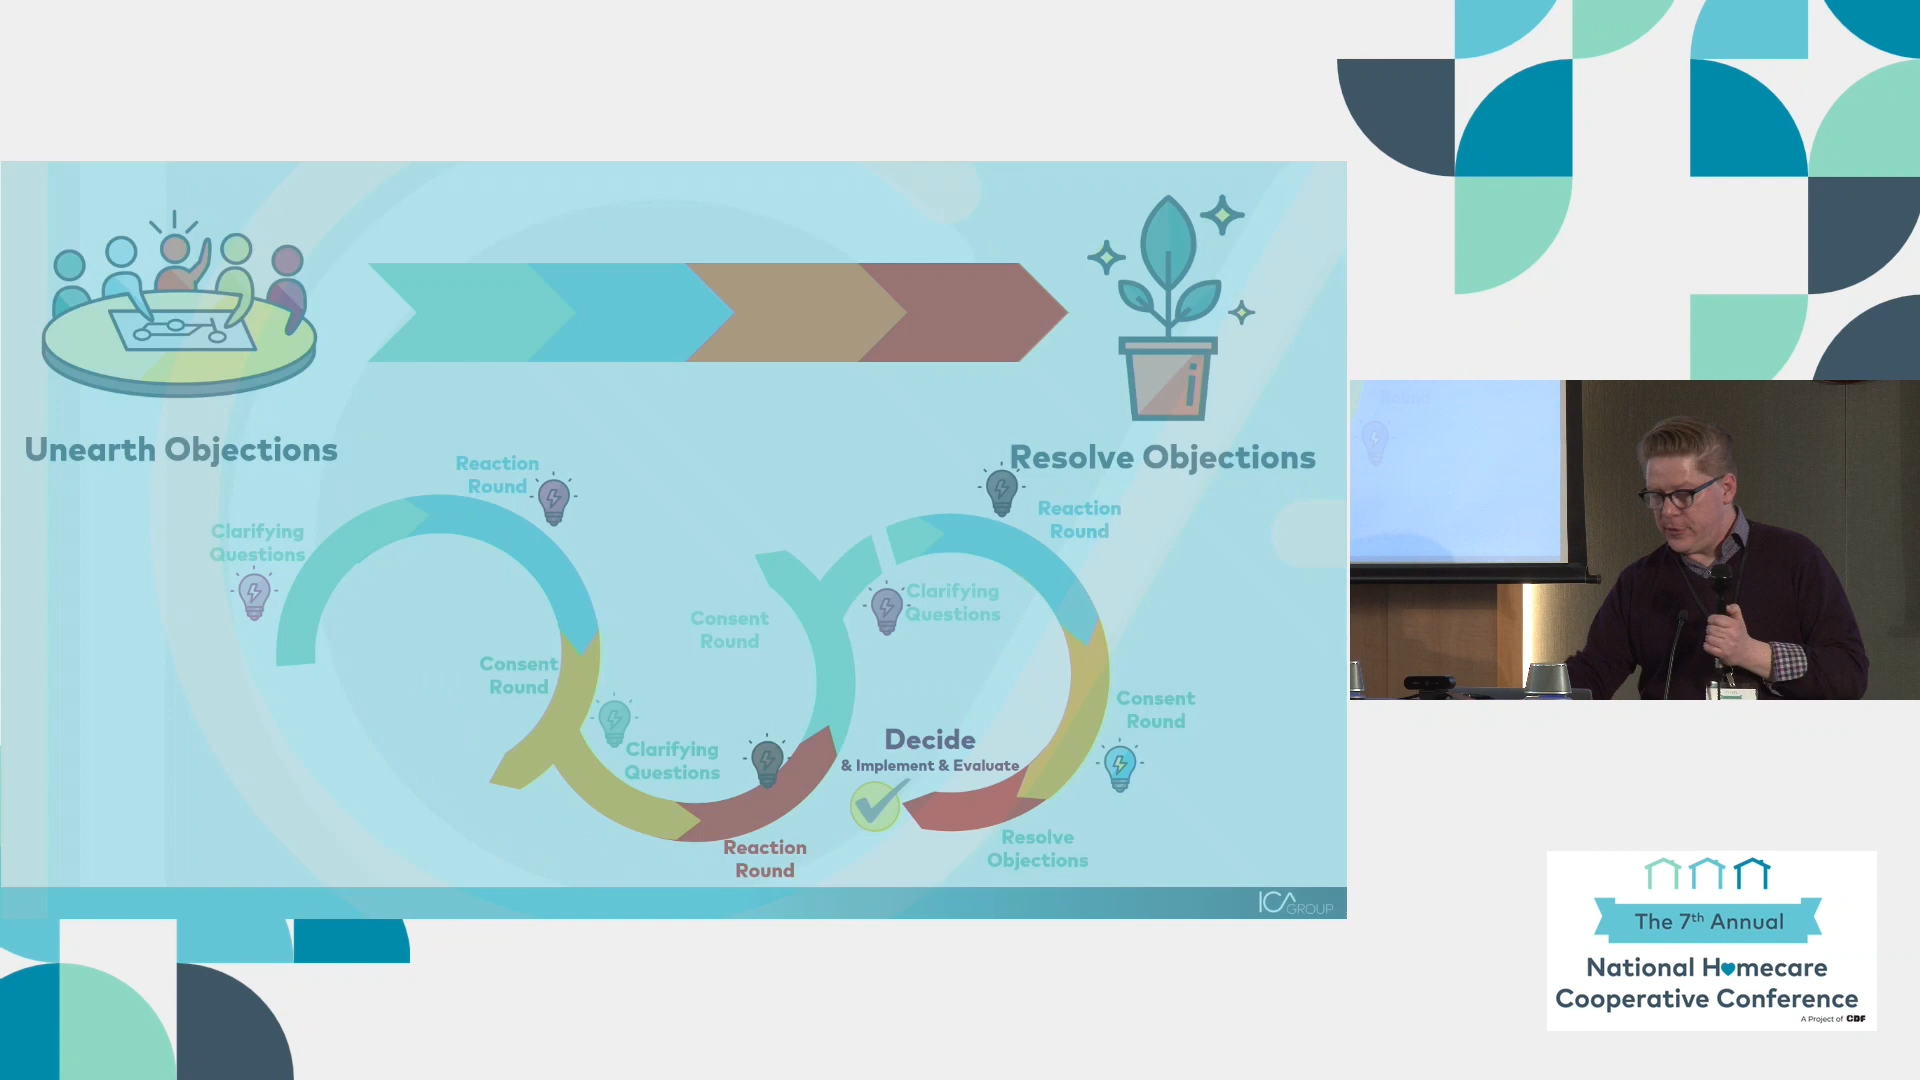 Unearth Objections
Resolve Objections
Clarifying
Questions
Reaction
Round
Consent
Round
Clarifying
Questions
Reaction
Round
Consent
Round
Clarifying
Questions
Reaction
Round
Consent
Round
Resolve
Objections
Decide
& Implement & Evaluate
ICA
GROUP
The 7th Annual
National Homecare
Cooperative Conference
A Project of CDF